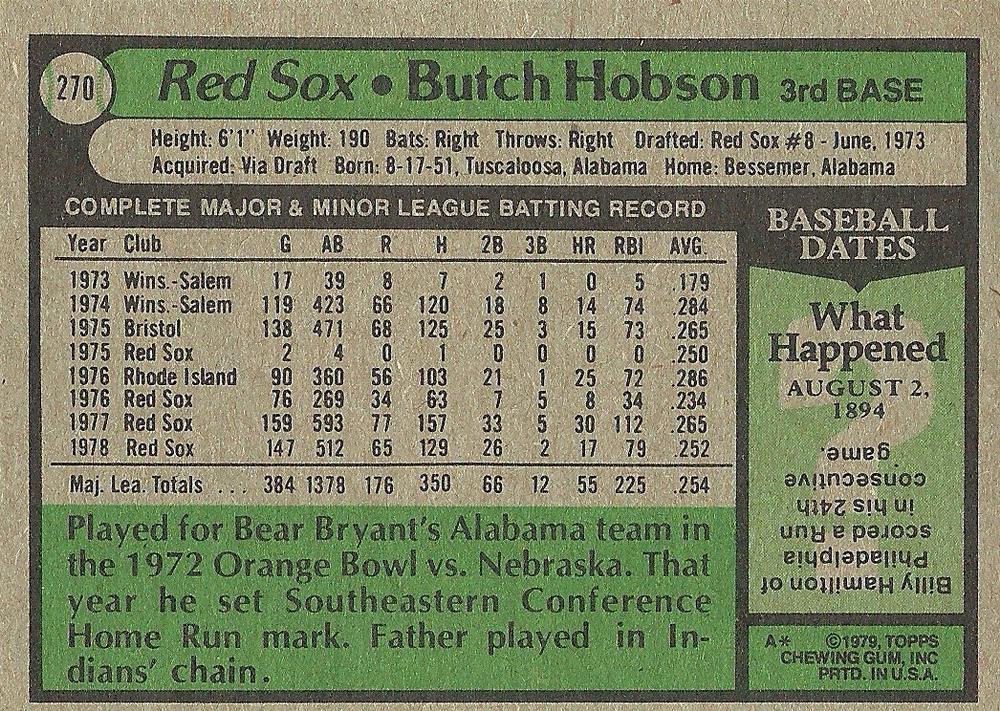 270
Red Sox • Butch Hobson 3rd BASE
Height: 6'1" Weight: 190 Bats: Right Throws: Right Drafted: Red Sox #8 - June, 1973
Acquired: Via Draft Born: 8-17-51, Tuscaloosa, Alabama Home: Bessemer, Alabama
COMPLETE MAJOR & MINOR LEAGUE BATTING RECORD
Year Club G AB R H 2B 3B HR RBI AVG.
1973 Wins.-Salem 17 39 8 7 2 1 0 5 .179
1974 Wins.-Salem 119 423 66 120 18 8 14 74 .284
1975 Bristol 138 471 68 125 25 3 15 73 .265
1975 Red Sox 2 4 0 1 0 0 0 0 .250
1976 Rhode Island 90 360 56 103 21 1 25 72 .286
1976 Red Sox 76 269 34 63 7 5 8 34 .234
1977 Red Sox 159 593 77 157 33 5 30 112 .265
1978 Red Sox 147 512 65 129 26 2 17 79 .252
Maj. Lea. Totals ... 384 1378 176 350 66 12 55 225 .254
Played for Bear Bryant's Alabama team in
the 1972 Orange Bowl vs. Nebraska. That
year he set Southeastern Conference
Home Run mark. Father played in In-
dians' chain.
BASEBALL
DATES
What
Happened
AUGUST 2,
1894
Billy Hamilton of
Philadelphia
scored a Run
in his 24th
consecutive
game.
A* ©1979, TOPPS
CHEWING GUM, INC
PRTD. IN U.S.A.